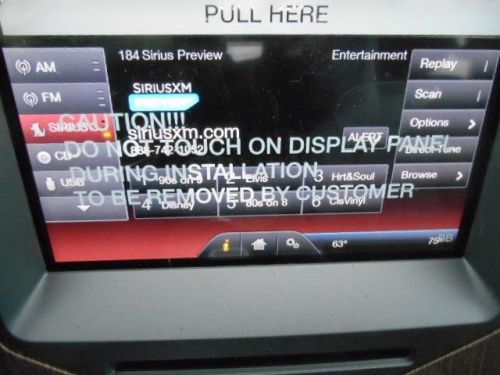 PULL HERE
184 Sirius Preview
Entertainment
Replay
AM
SIRIUSXM
Scan
FM
CAUTION!!!
Options
SIRIUS
siriusxm.com
ALERT
DO NOT TOUCH ON DISPLAY PANEL
CD
Direct Tune
DURING INSTALLATION
USB
1 90s on 9
2 Elvis
3 Hrt&Soul
Browse
TO BE REMOVED BY CUSTOMER
4 Disney
5 80s on 8
6 ClsVinyl
63°